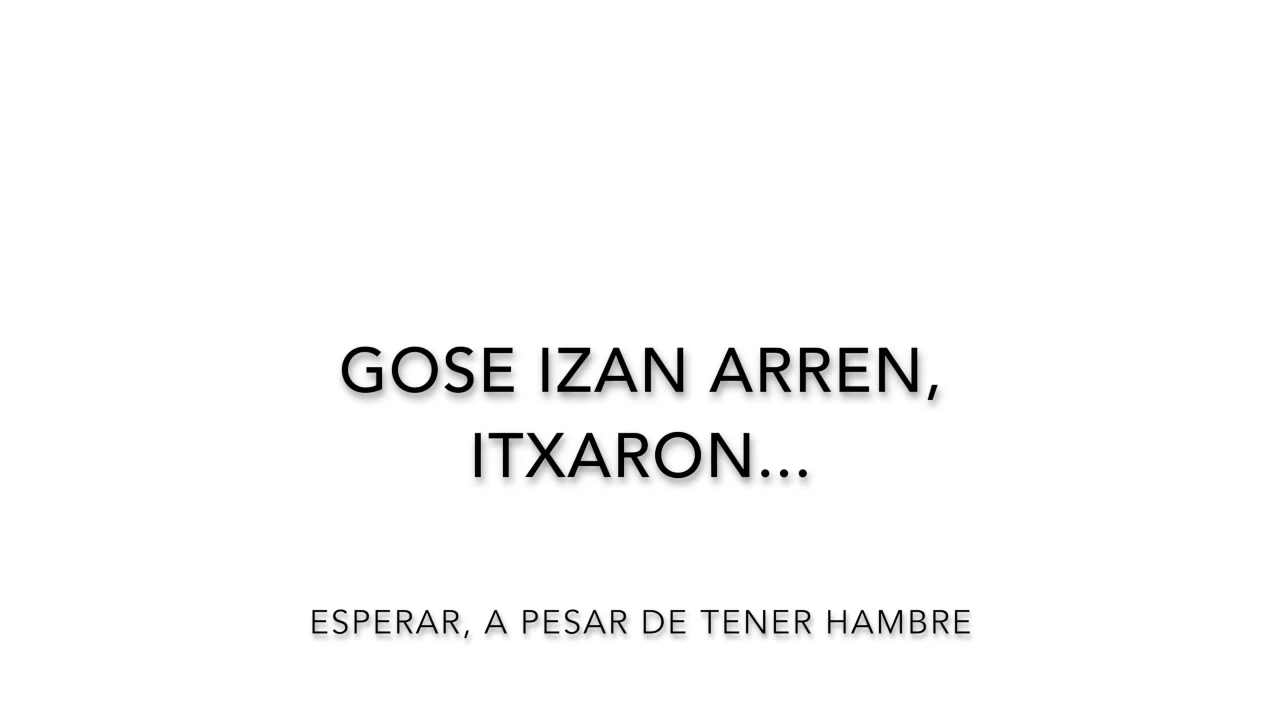 GOSE IZAN ARREN,
ITXARON...
ESPERAR, A PESAR DE TENER HAMBRE